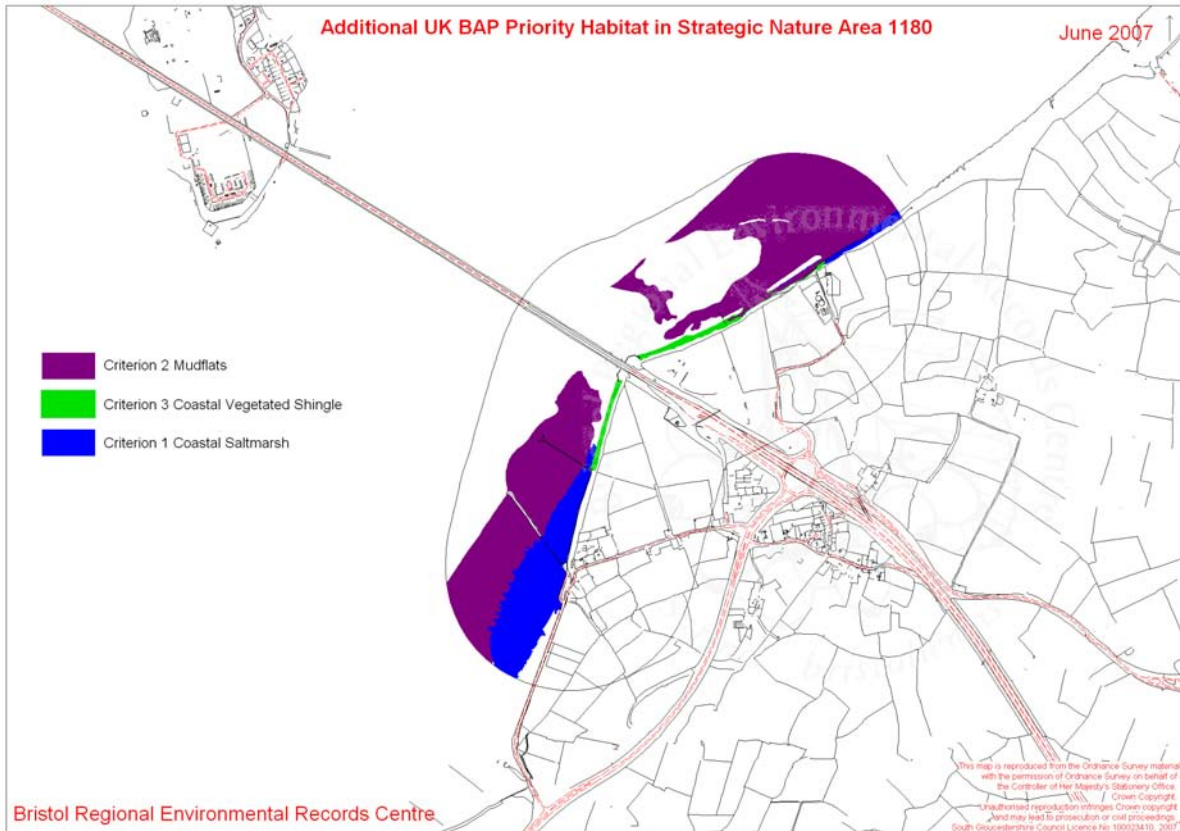 Additional UK BAP Priority Habitat in Strategic Nature Area 1180
June 2007
Criterion 2 Mudflats
Criterion 3 Coastal Vegetated Shingle
Criterion 1 Coastal Saltmarsh
Bristol Regional Environmental Records Centre
This map is reproduced from the Ordnance Survey material
with the permission of Ordnance Survey on behalf of
the Controller of Her Majesty's Stationery Office.
Crown Copyright.
Unauthorised reproduction infringes Crown copyright
and may lead to prosecution or civil proceedings.
South Gloucestershire Council Licence No 100023410, 2007.